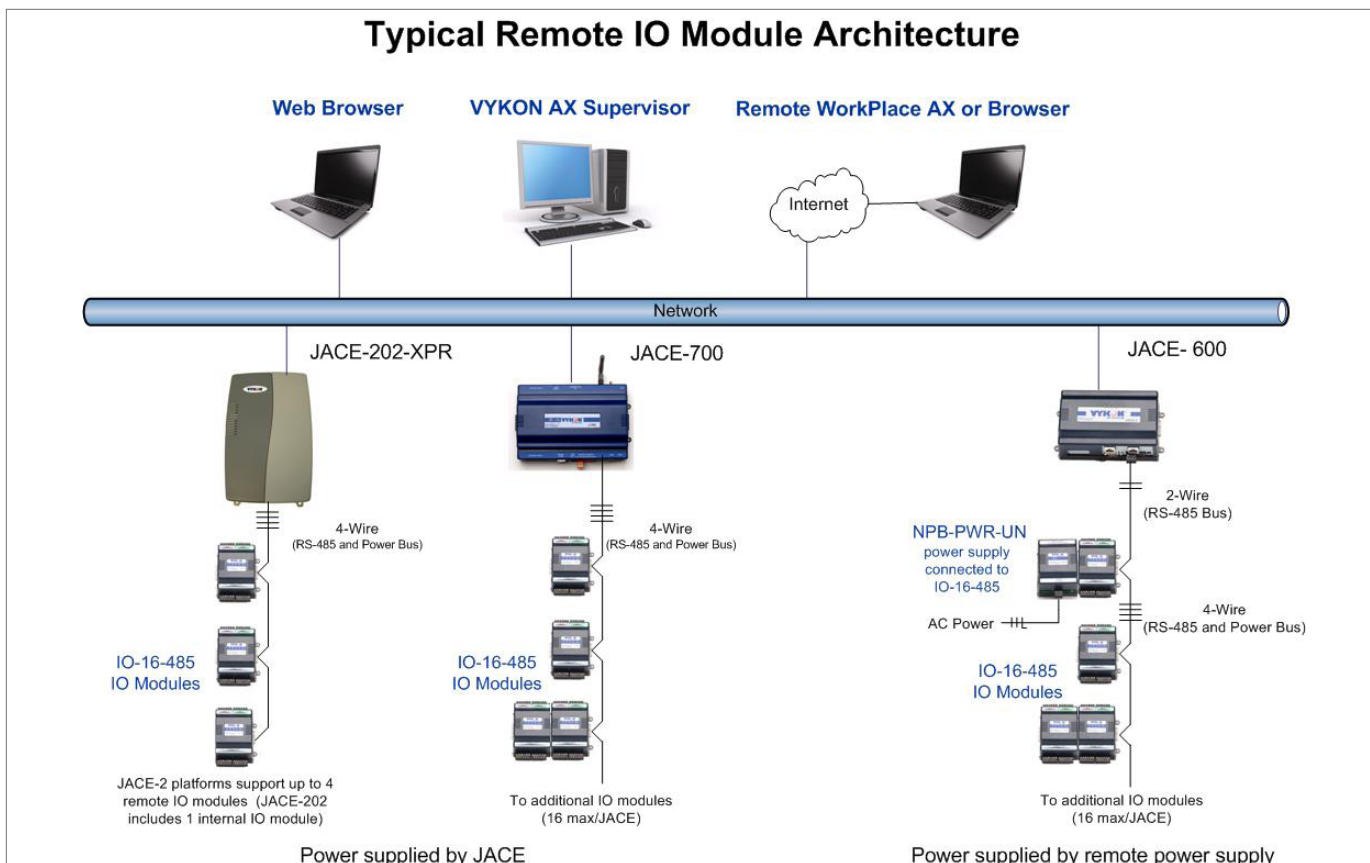 Typical Remote IO Module Architecture
Web Browser
VYKON AX Supervisor
Remote WorkPlace AX or Browser
Internet
Network
JACE-202-XPR
JACE-700
JACE- 600
VYKON
VYKON
4-Wire
(RS-485 and Power Bus)
4-Wire
(RS-485 and Power Bus)
2-Wire
(RS-485 Bus)
NPB-PWR-UN
power supply
connected to
IO-16-485
AC Power
4-Wire
(RS-485 and Power Bus)
IO-16-485
IO Modules
IO-16-485
IO Modules
IO-16-485
IO Modules
JACE-2 platforms support up to 4
remote IO modules (JACE-202
includes 1 internal IO module)
To additional IO modules
(16 max/JACE)
To additional IO modules
(16 max/JACE)
Power supplied by JACE
Power supplied by remote power supply